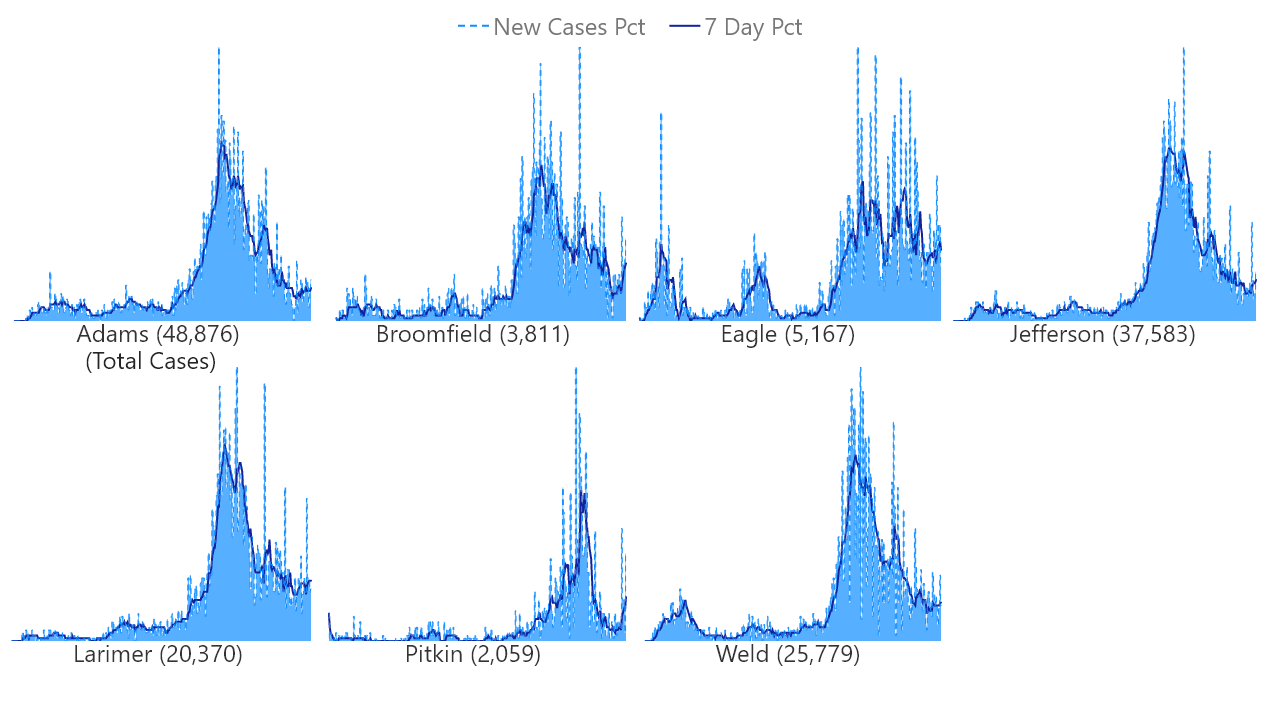 New Cases Pct 7 Day Pct
Adams (48,876)
(Total Cases)
Broomfield (3,811)
Eagle (5,167)
Jefferson (37,583)
Larimer (20,370)
Pitkin (2,059)
Weld (25,779)